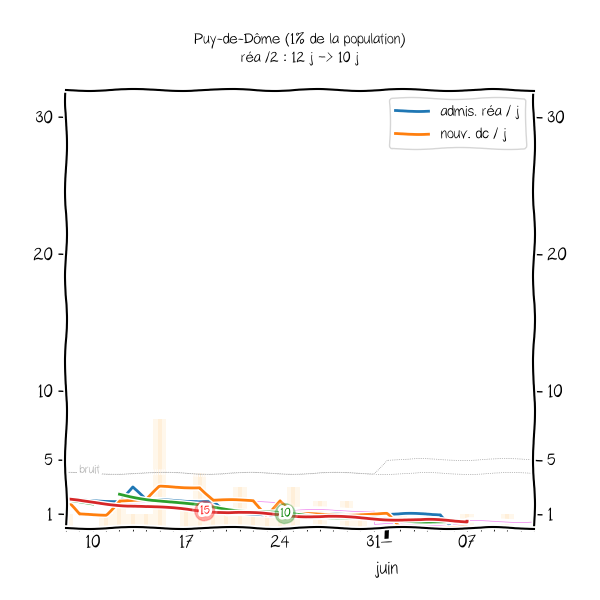 Puy-de-Dôme (1% de la population)
réa /2 : 12 j -> 10 j
admis. réa / j
nouv. dc / j
30
30
20
20
10
10
5
5
bruit
1
1
15
10
10
17
24
31
07
juin